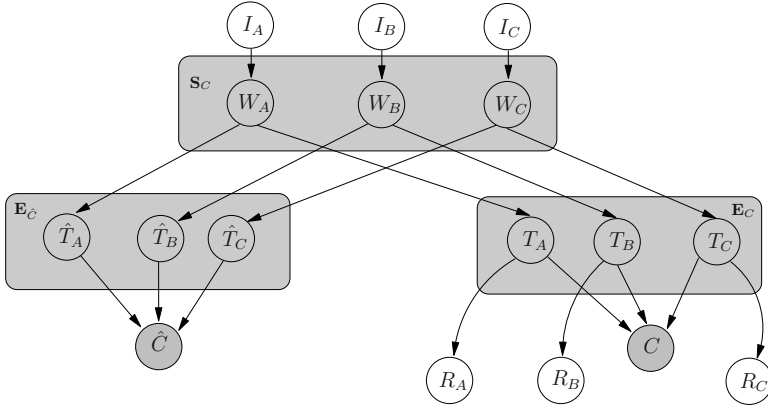 I_A I_B I_C
S_C
W_A W_B W_C
E_Ĉ E_C
T̂_A T̂_B T̂_C T_A T_B T_C
Ĉ C
R_A R_B R_C